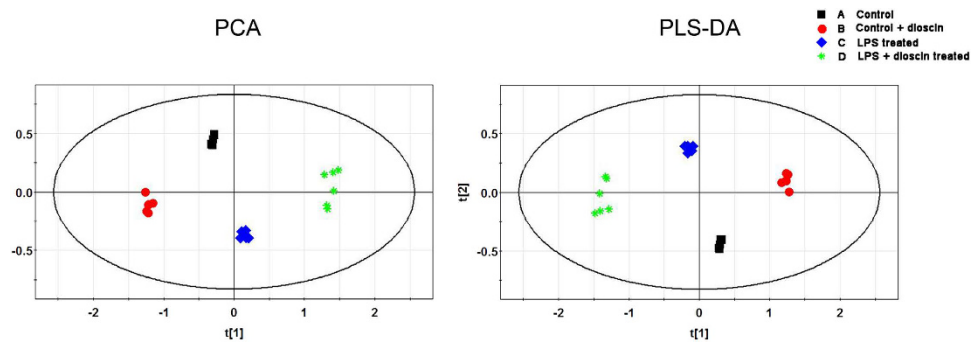 PCA
PLS-DA
A Control
B Control + dioscin
C LPS treated
D LPS + dioscin treated
0.5
0.0
-0.5
-2 -1 0 1 2
t[1]
t[2]
0.5
0.0
-0.5
-2 -1 0 1 2
t[1]